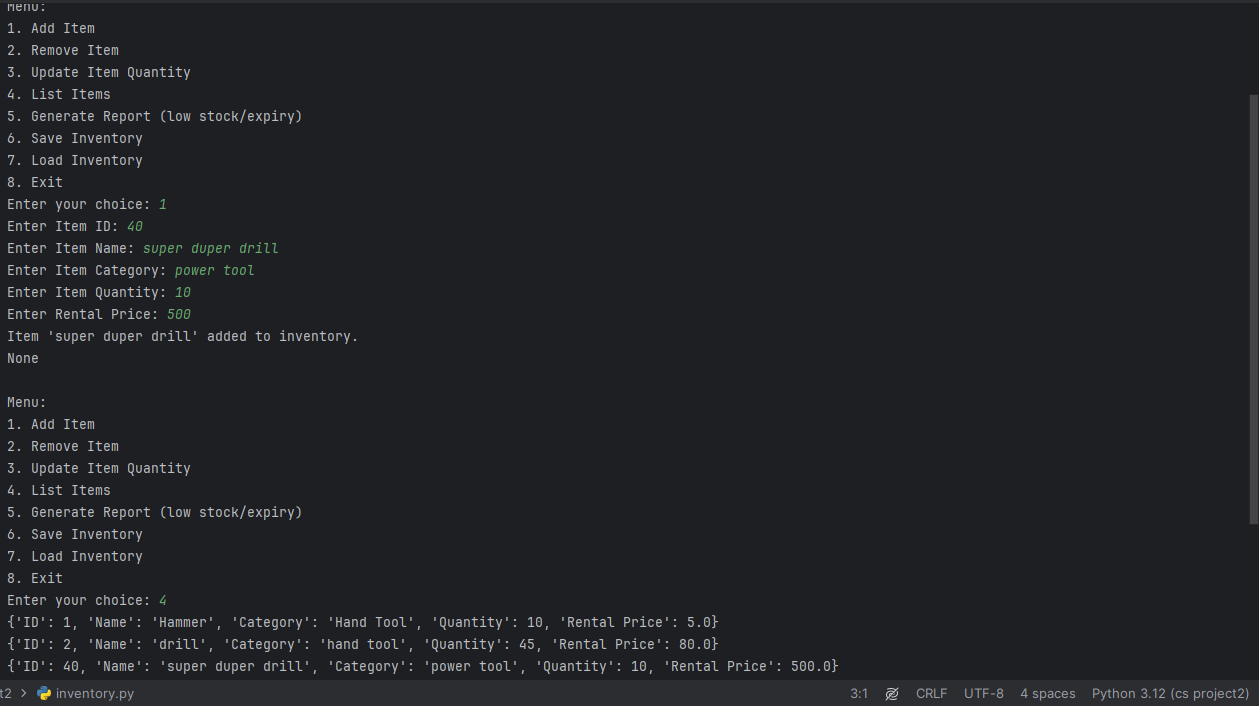 Menu:
1. Add Item
2. Remove Item
3. Update Item Quantity
4. List Items
5. Generate Report (low stock/expiry)
6. Save Inventory
7. Load Inventory
8. Exit
Enter your choice: 1
Enter Item ID: 40
Enter Item Name: super duper drill
Enter Item Category: power tool
Enter Item Quantity: 10
Enter Rental Price: 500
Item 'super duper drill' added to inventory.
None
Menu:
1. Add Item
2. Remove Item
3. Update Item Quantity
4. List Items
5. Generate Report (low stock/expiry)
6. Save Inventory
7. Load Inventory
8. Exit
Enter your choice: 4
{'ID': 1, 'Name': 'Hammer', 'Category': 'Hand Tool', 'Quantity': 10, 'Rental Price': 5.0}
{'ID': 2, 'Name': 'drill', 'Category': 'hand tool', 'Quantity': 45, 'Rental Price': 80.0}
{'ID': 40, 'Name': 'super duper drill', 'Category': 'power tool', 'Quantity': 10, 'Rental Price': 500.0}
t2 > inventory.py 3:1 CRLF UTF-8 4 spaces Python 3.12 (cs project2)